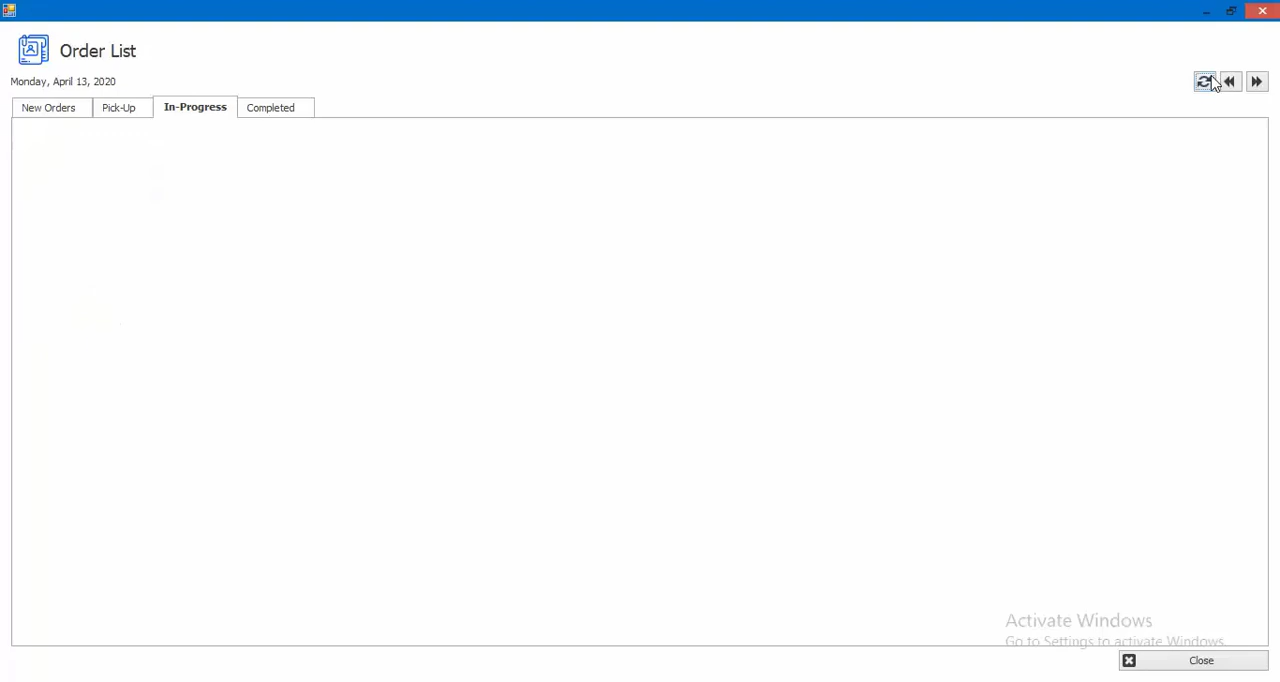 Order List
Monday, April 13, 2020
New Orders
Pick-Up
In-Progress
Completed
Activate Windows
Go to Settings to activate Windows.
Close